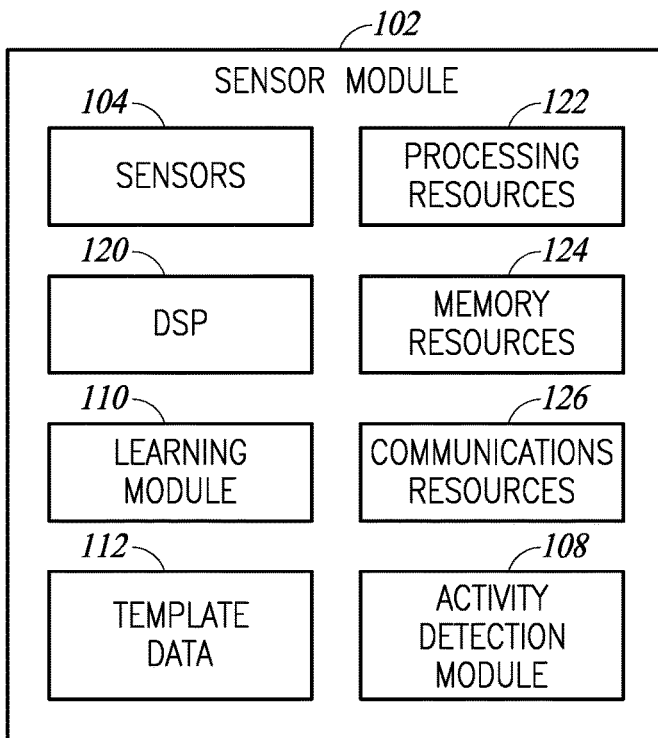 102
SENSOR MODULE
104
SENSORS
122
PROCESSING
RESOURCES
120
DSP
124
MEMORY
RESOURCES
110
LEARNING
MODULE
126
COMMUNICATIONS
RESOURCES
112
TEMPLATE
DATA
108
ACTIVITY
DETECTION
MODULE